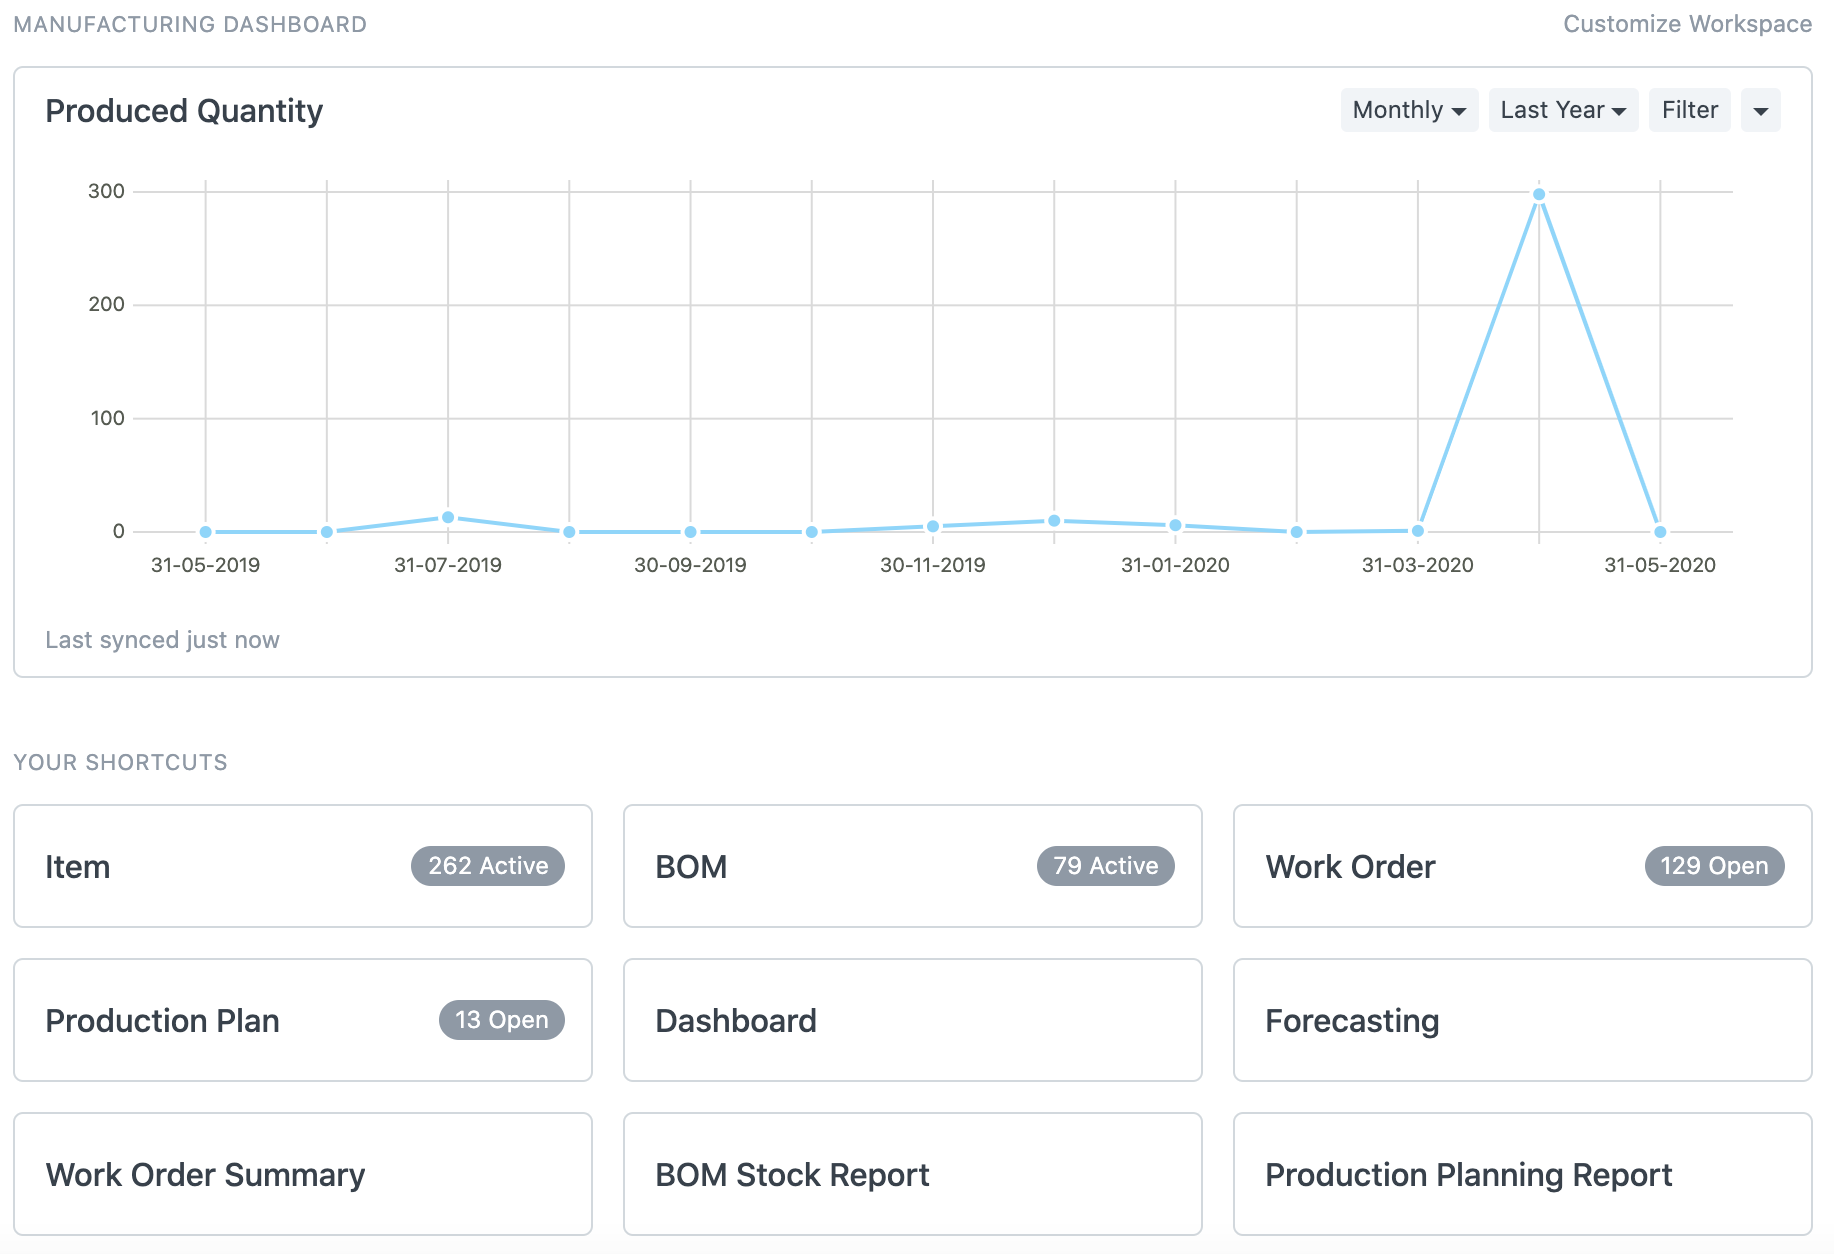 MANUFACTURING DASHBOARD
Customize Workspace
Produced Quantity
Monthly
Last Year
Filter
300
200
100
0
31-05-2019
31-07-2019
30-09-2019
30-11-2019
31-01-2020
31-03-2020
31-05-2020
Last synced just now
YOUR SHORTCUTS
Item
262 Active
BOM
79 Active
Work Order
129 Open
Production Plan
13 Open
Dashboard
Forecasting
Work Order Summary
BOM Stock Report
Production Planning Report